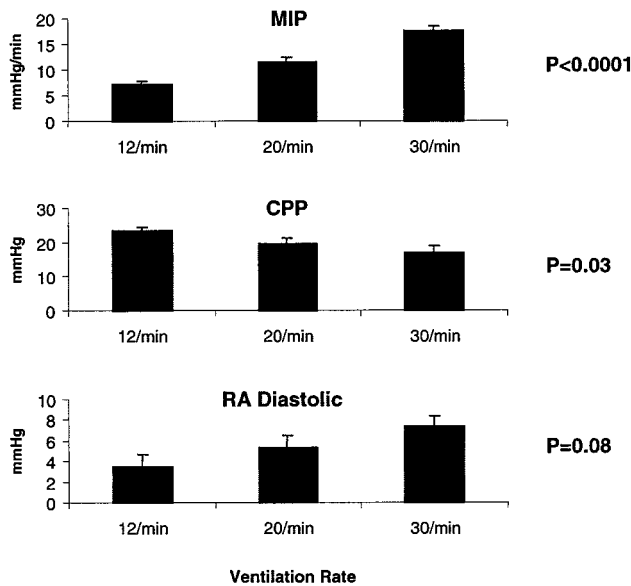 MIP
mmHg/min
20
15
10
5
0
12/min 20/min 30/min
P<0.0001
CPP
mmHg
30
20
10
0
12/min 20/min 30/min
P=0.03
RA Diastolic
mmHg
10
8
6
4
2
0
12/min 20/min 30/min
P=0.08
Ventilation Rate